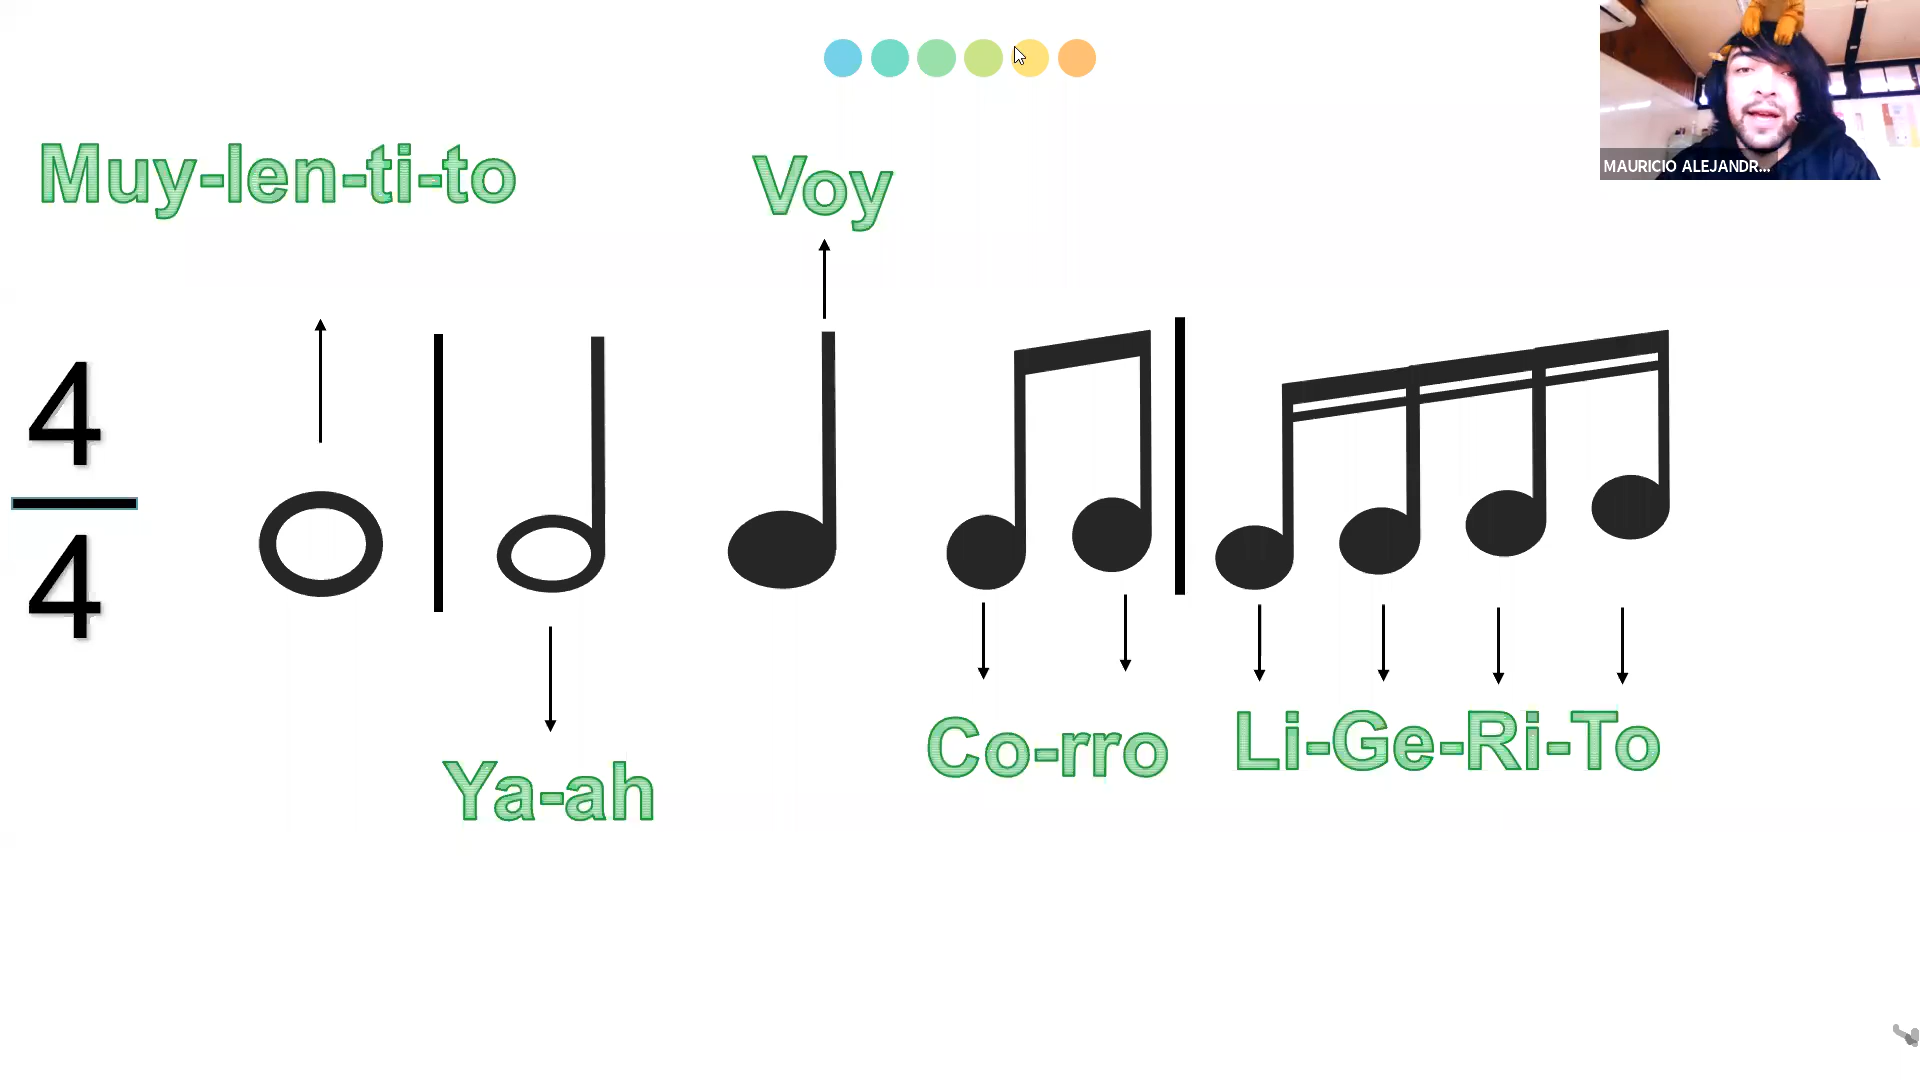 MAURICIO ALEJANDR...
Muy-len-ti-to
Voy
4
4
Ya-ah
Co-rro
Li-Ge-Ri-To